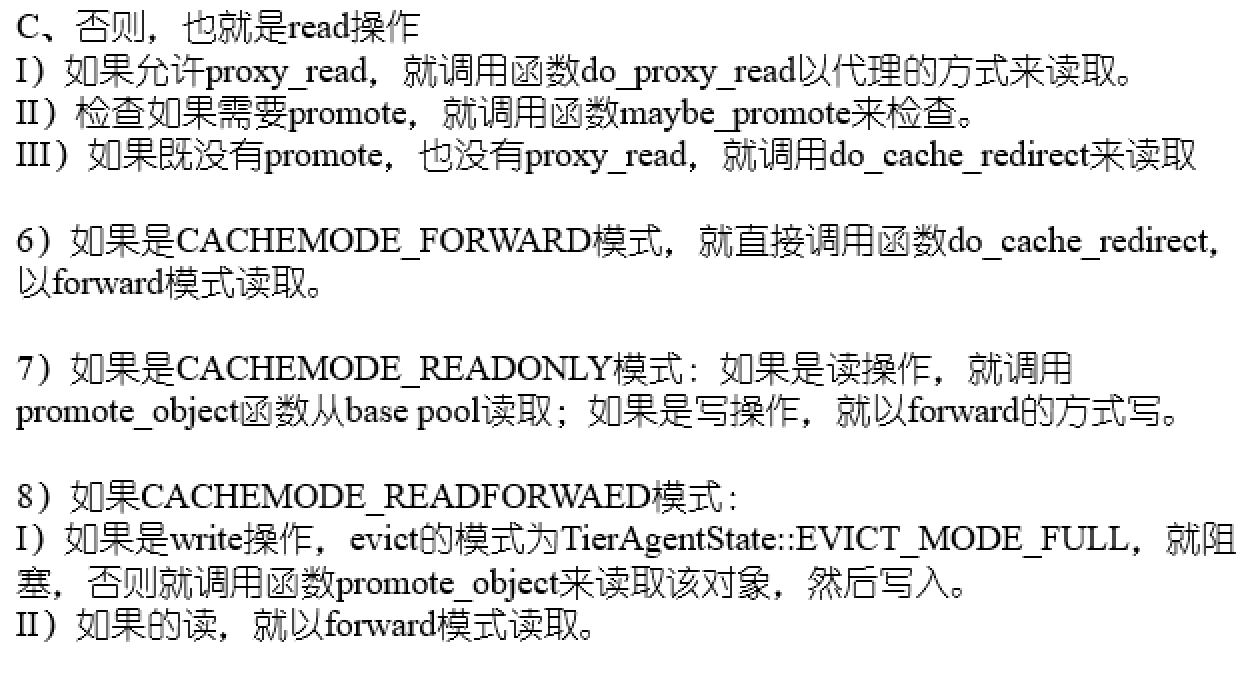 C、否则，也就是read操作
I）如果允许proxy_read，就调用函数do_proxy_read以代理的方式来读取。
II）检查如果需要promote，就调用函数maybe_promote来检查。
III）如果既没有promote，也没有proxy_read，就调用do_cache_redirect来读取
6）如果是CACHEMODE_FORWARD模式，就直接调用函数do_cache_redirect，
以forward模式读取。
7）如果是CACHEMODE_READONLY模式：如果是读操作，就调用
promote_object函数从base pool读取；如果是写操作，就以forward的方式写。
8）如果CACHEMODE_READFORWAED模式：
I）如果是write操作，evict的模式为TierAgentState::EVICT_MODE_FULL，就阻
塞，否则就调用函数promote_object来读取该对象，然后写入。
II）如果的读，就以forward模式读取。